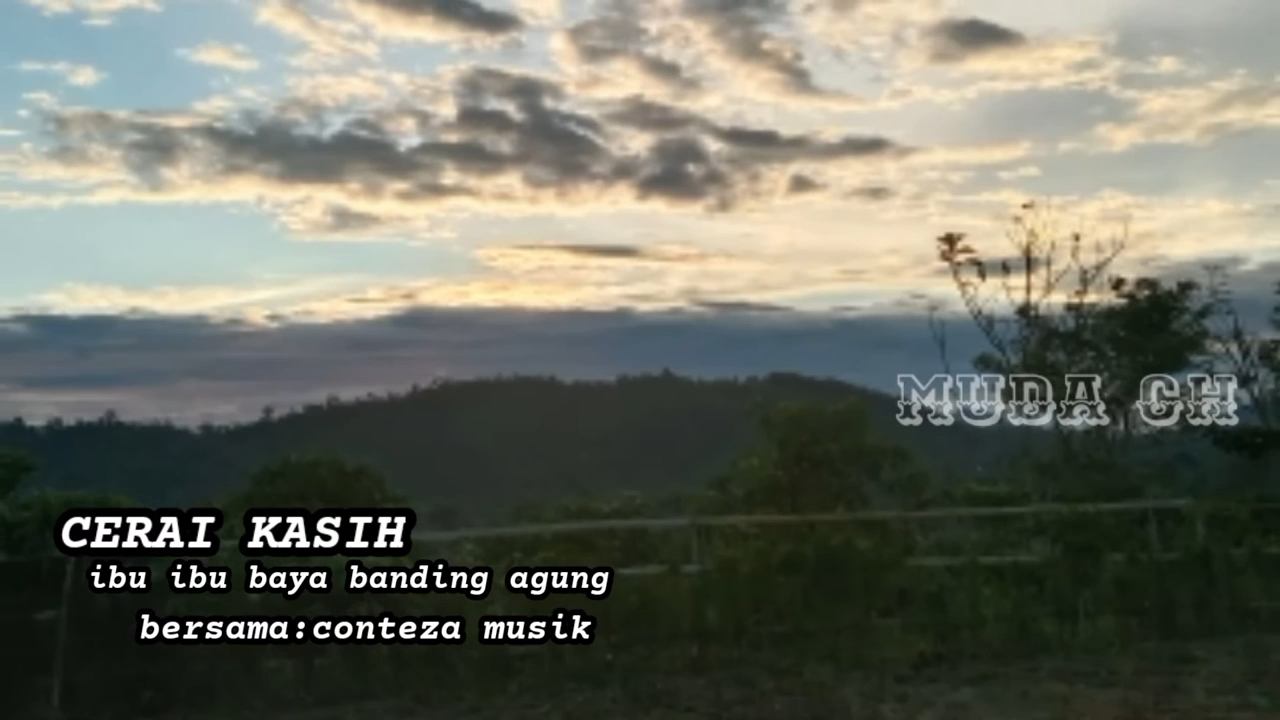 MUDA CH
CERAI KASIH
ibu ibu baya banding agung
bersama:conteza musik